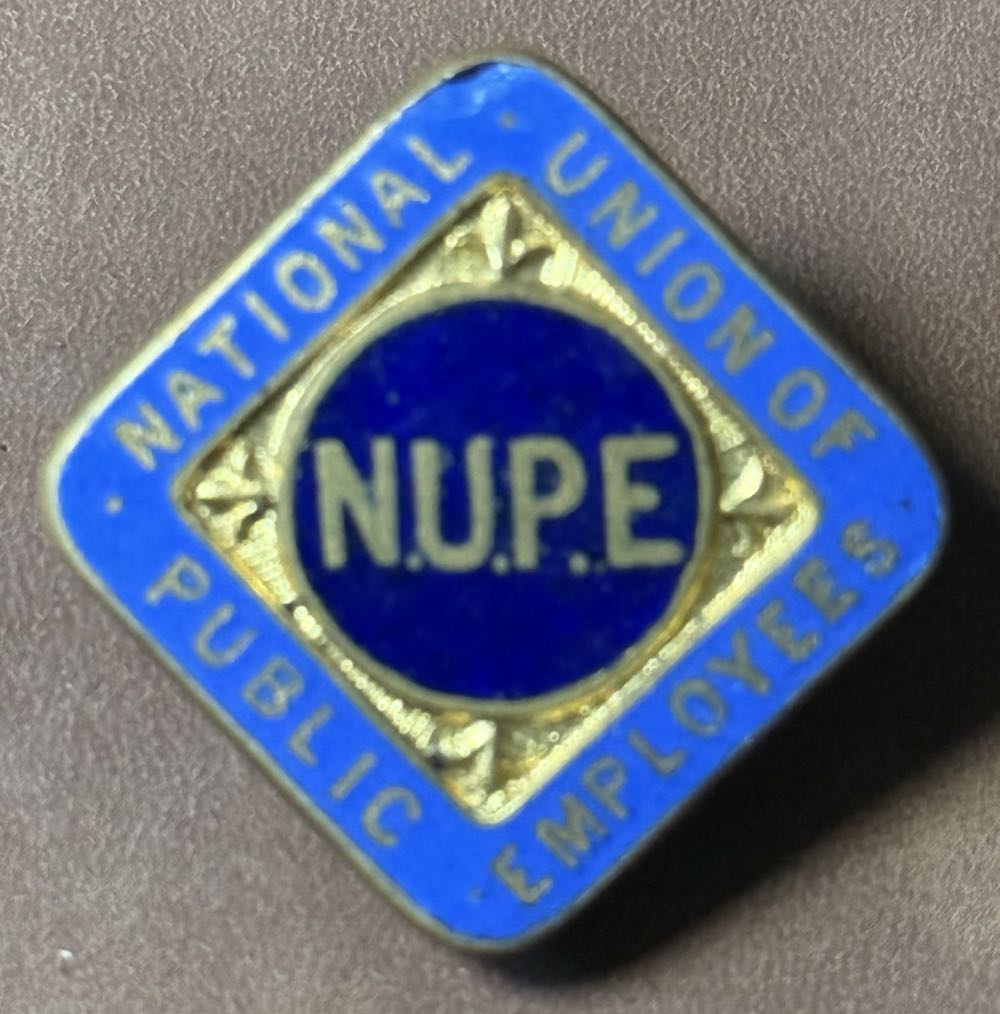 NATIONAL
UNION OF
PUBLIC
EMPLOYEES
N.U.P.E